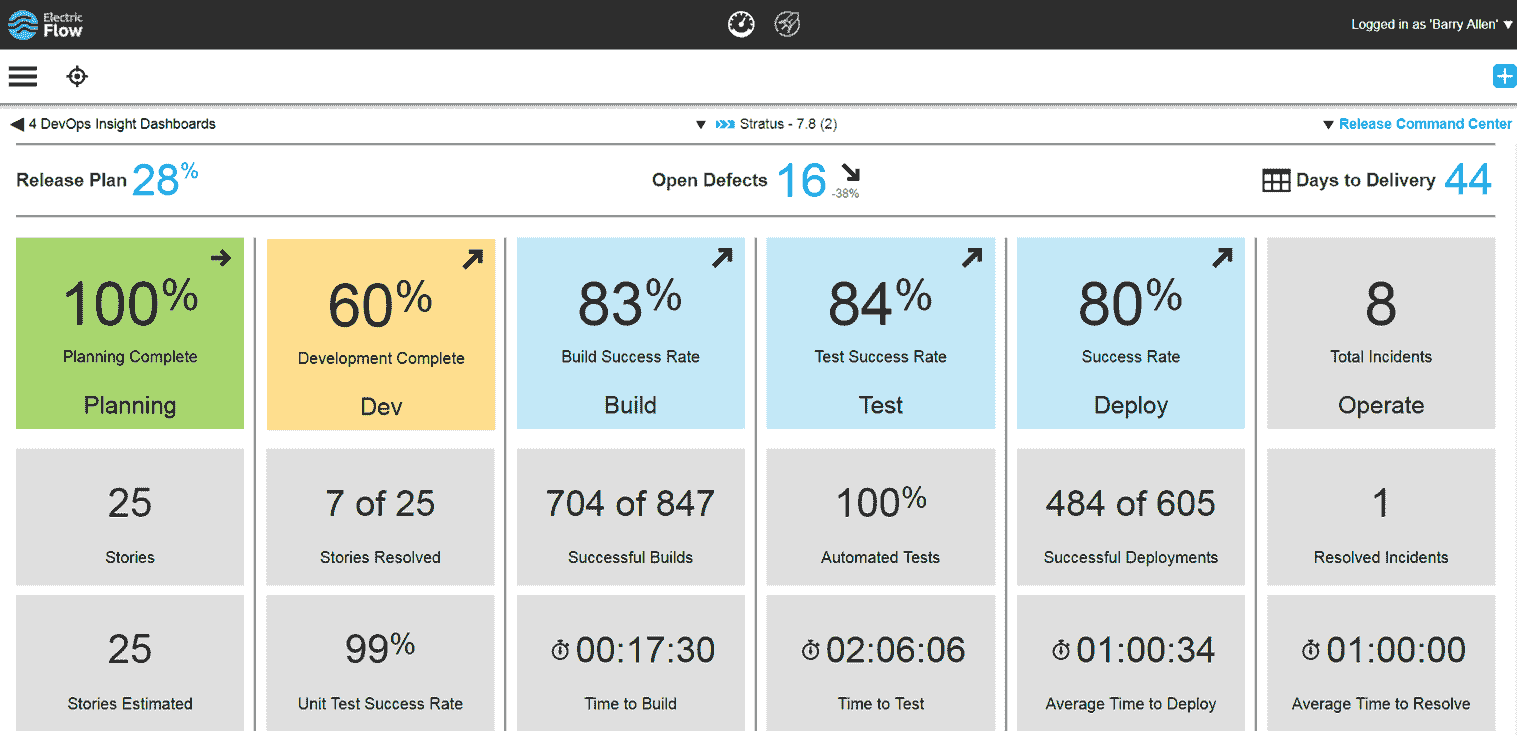 Electric
Flow
Logged in as 'Barry Allen'
4 DevOps Insight Dashboards
Stratus - 7.8 (2)
Release Command Center
Release Plan 28%
Open Defects 16 -38%
Days to Delivery 44
100%
Planning Complete
Planning
60%
Development Complete
Dev
83%
Build Success Rate
Build
84%
Test Success Rate
Test
80%
Success Rate
Deploy
8
Total Incidents
Operate
25
Stories
7 of 25
Stories Resolved
704 of 847
Successful Builds
100%
Automated Tests
484 of 605
Successful Deployments
1
Resolved Incidents
25
Stories Estimated
99%
Unit Test Success Rate
00:17:30
Time to Build
02:06:06
Time to Test
01:00:34
Average Time to Deploy
01:00:00
Average Time to Resolve